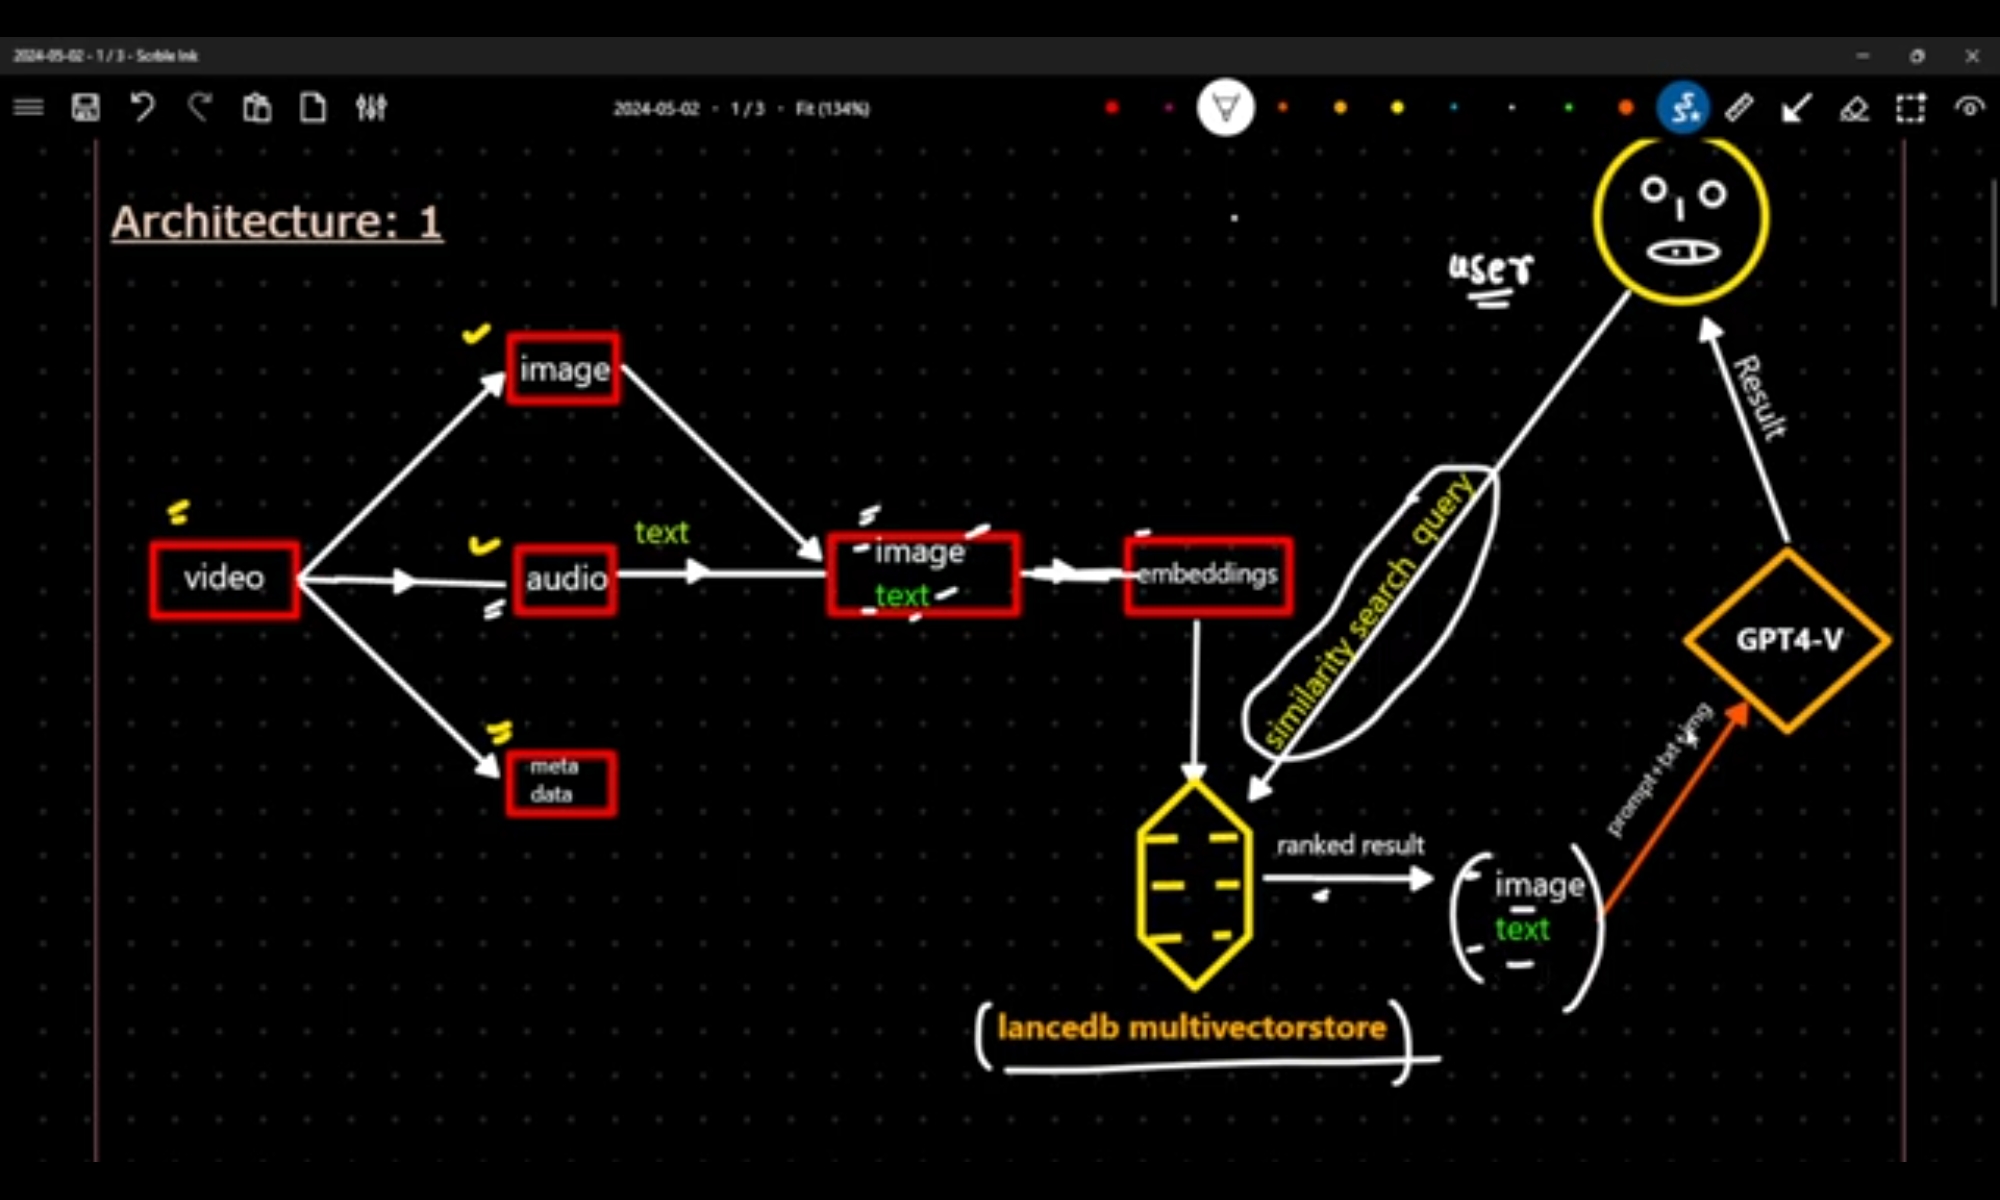 2024-05-02 - 1 / 3 - Scrble Ink
2024-05-02 • 1 / 3 • Fit (134%)
Architecture: 1
user
Result
image
video
audio
text
image
text
embeddings
similarity search query
GPT4-V
meta
data
prompt+txt+img
ranked result
image
text
lancedb multivectorstore